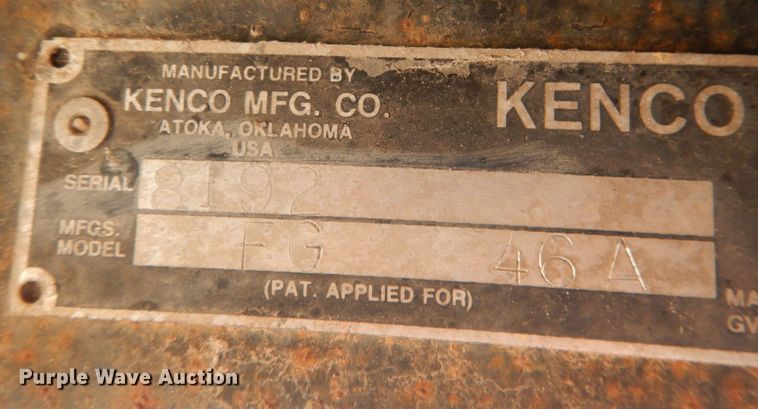 MANUFACTURED BY
KENCO MFG. CO.
ATOKA, OKLAHOMA
USA
KENCO
SERIAL 8192
MFGS. MODEL FG 46 A
(PAT. APPLIED FOR)
Purple Wave Auction